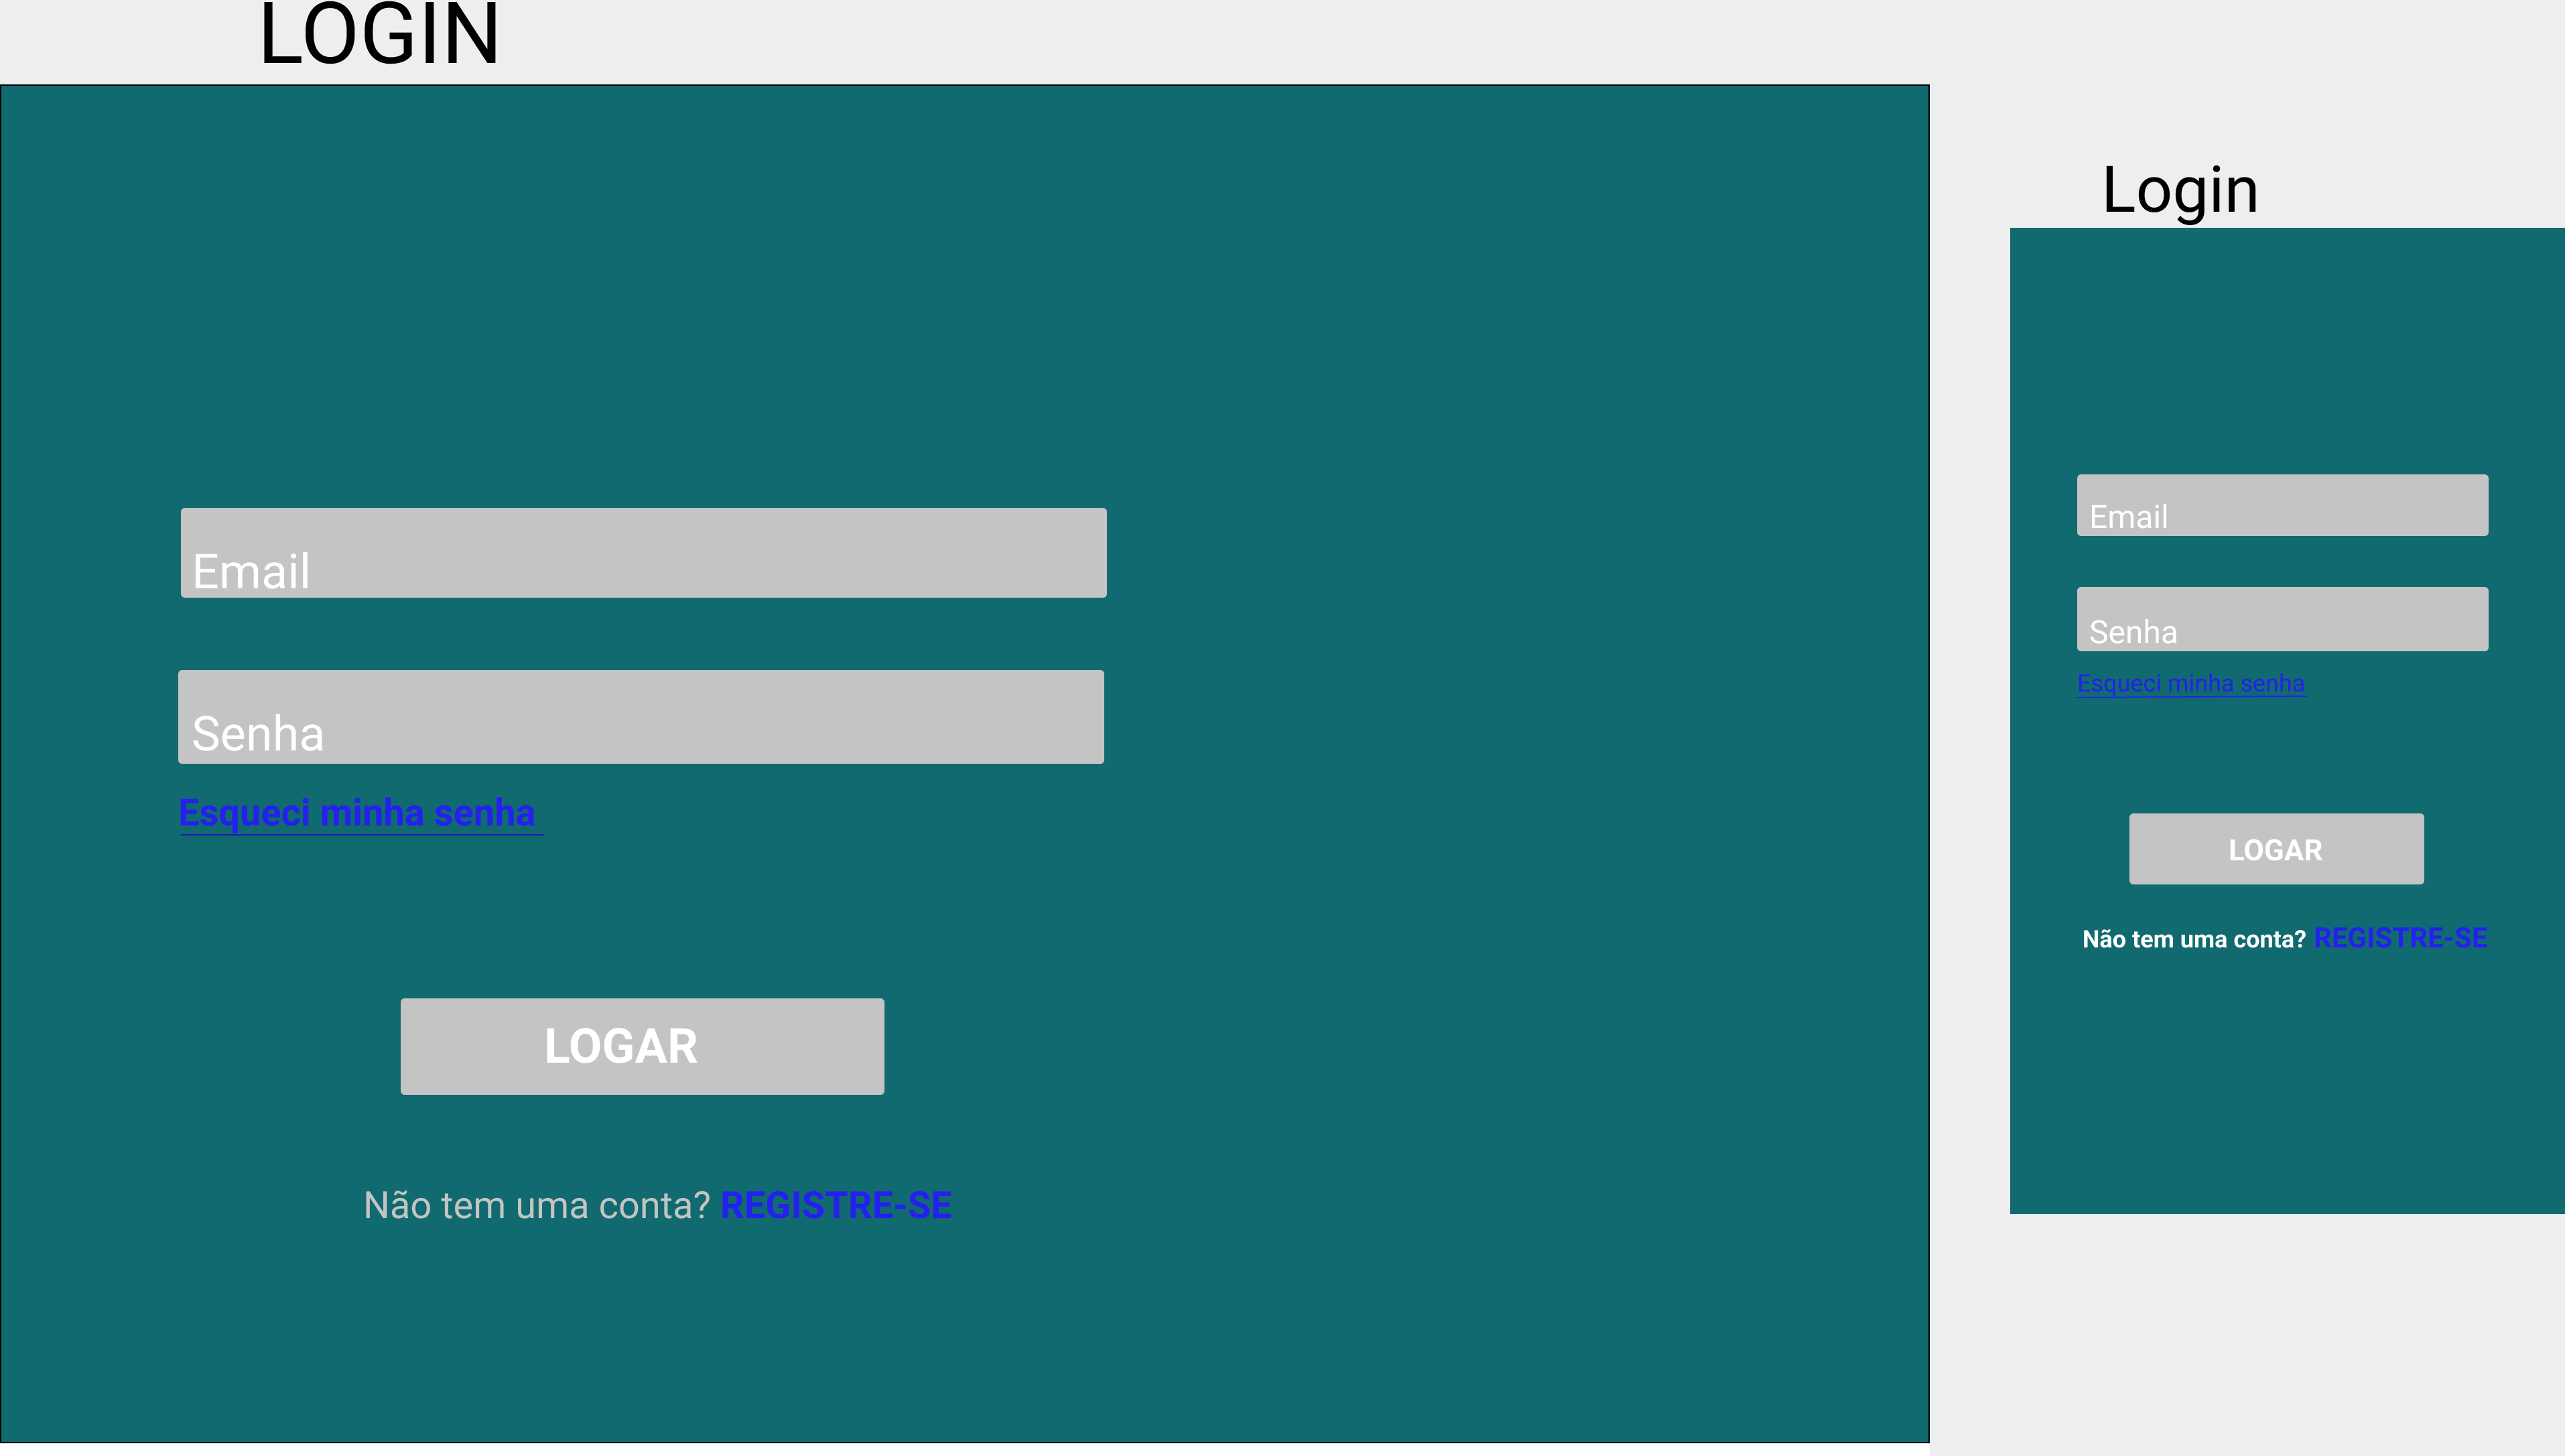 LOGIN
Email
Senha
Esqueci minha senha
LOGAR
Não tem uma conta? REGISTRE-SE
Login
Email
Senha
Esqueci minha senha
LOGAR
Não tem uma conta? REGISTRE-SE